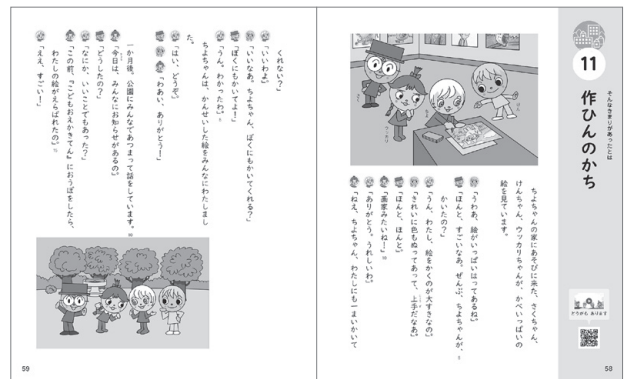 そんなきまりがあったとは
11
作ひんのかち
どうがも あります
ちよちゃんの家にあそびに来た、さくちゃん、
けんちゃん、ウッカリちゃんが、かべいっぱいの
絵を見ています。
「うわあ、絵がいっぱいはってあるね。」
「ほんと、すごいなあ。ぜんぶ、ちよちゃんが、
かいたの？」
「うん。わたし、絵をかくのが大すきなの。」
「きれいに色もぬってあって、上手だなあ。」
「ほんと、ほんと。」
「画家みたいね！」
「ありがとう。うれしいわ。」
「ねえ、ちよちゃん、わたしにも一まいかいて
58
くれない？」
「いいわよ。」
「いいなあ。ちよちゃん、ぼくにもかいてくれる？」
「ぼくにもかいてよ！」
「うん。わかったわ。」
ちよちゃんは、かんせいした絵をみんなにわたしまし
た。
「はい、どうぞ。」
「わあい、ありがとう！」
一か月後。公園にみんなであつまって話をしています。
「今日は、みんなにお知らせがあるの。」
「どうしたの？」
「なにか、いいことでもあった？」
「この前、『こどもおえかきてん』におうぼをしたら、
わたしの絵がえらばれたの。」
「ええ、すごい！」
59